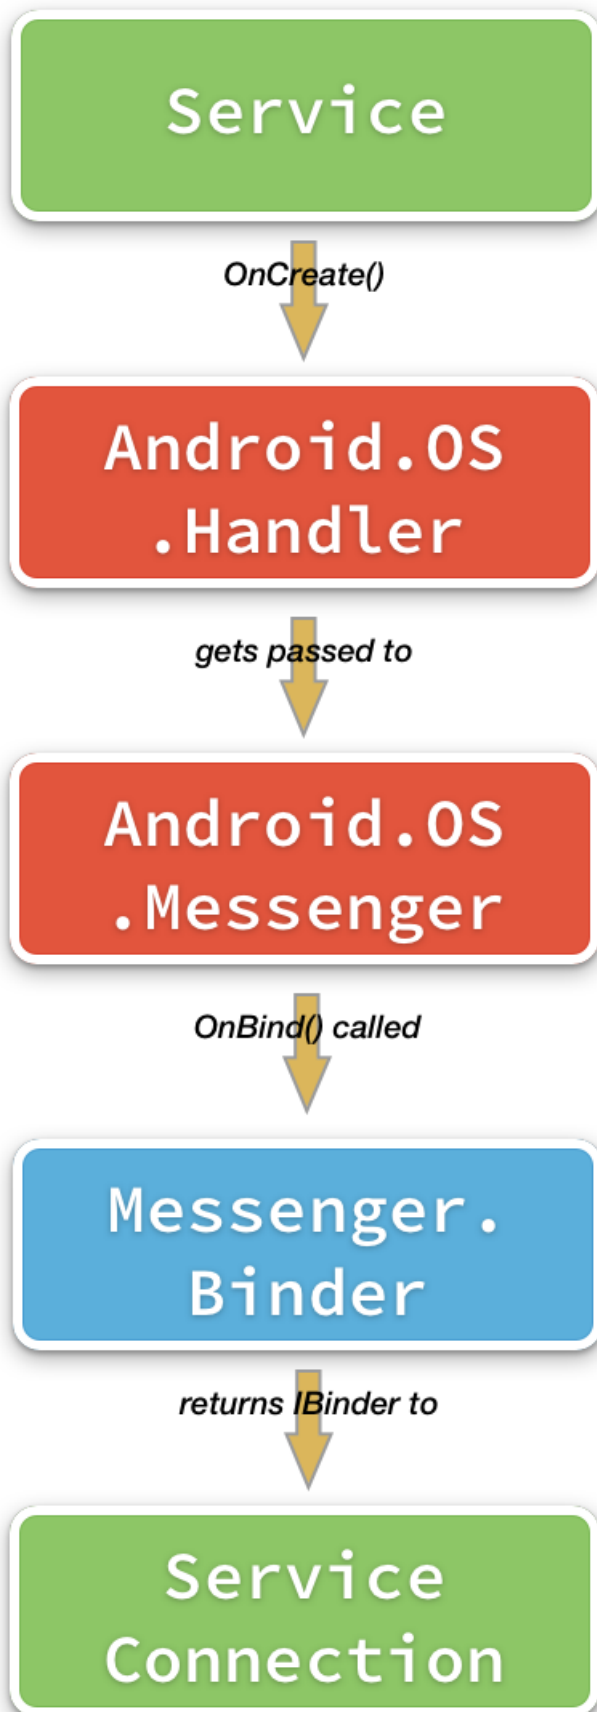 Service
OnCreate()
Android.OS
.Handler
gets passed to
Android.OS
.Messenger
OnBind() called
Messenger.
Binder
returns IBinder to
Service
Connection